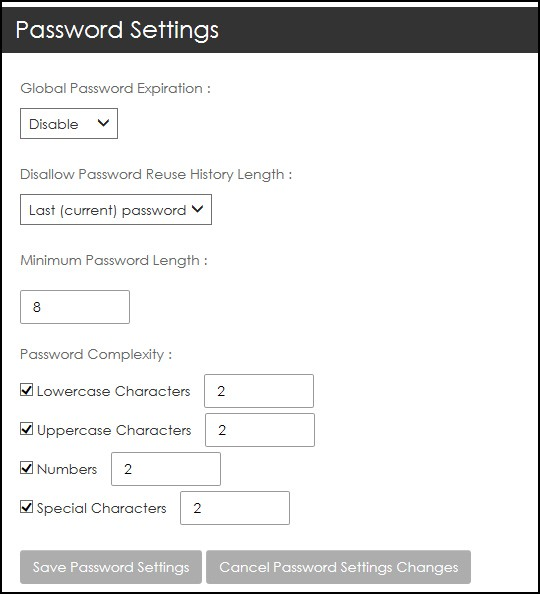 Password Settings
Global Password Expiration :
Disable
Disallow Password Reuse History Length :
Last (current) password
Minimum Password Length :
8
Password Complexity :
Lowercase Characters 2
Uppercase Characters 2
Numbers 2
Special Characters 2
Save Password Settings Cancel Password Settings Changes